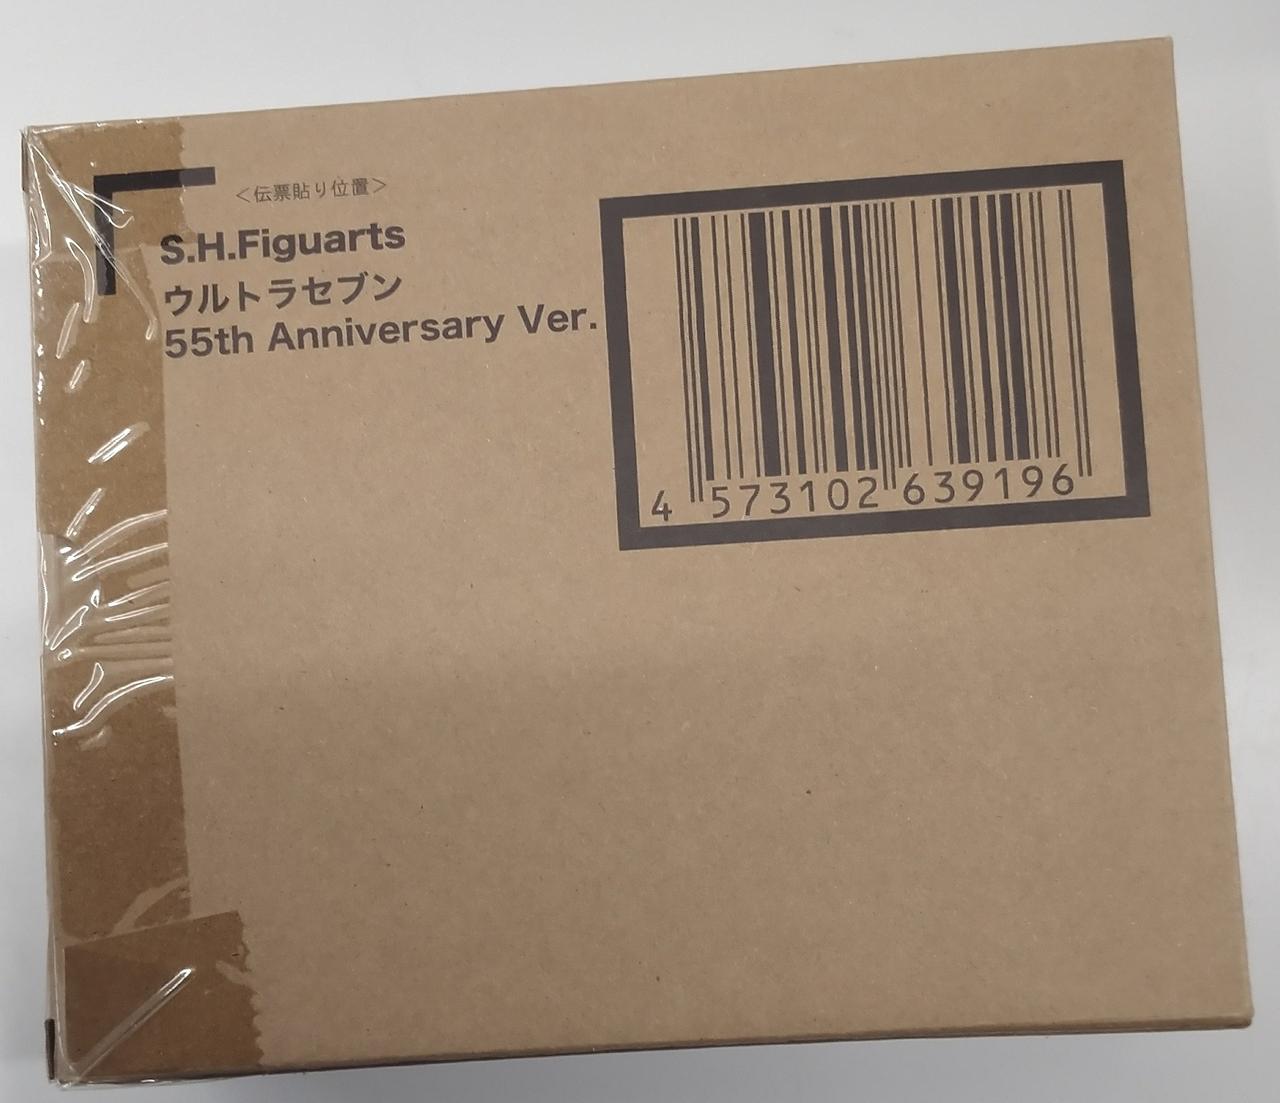 <伝票貼り位置>
S.H.Figuarts
ウルトラセブン
55th Anniversary Ver.
4 573102 639196